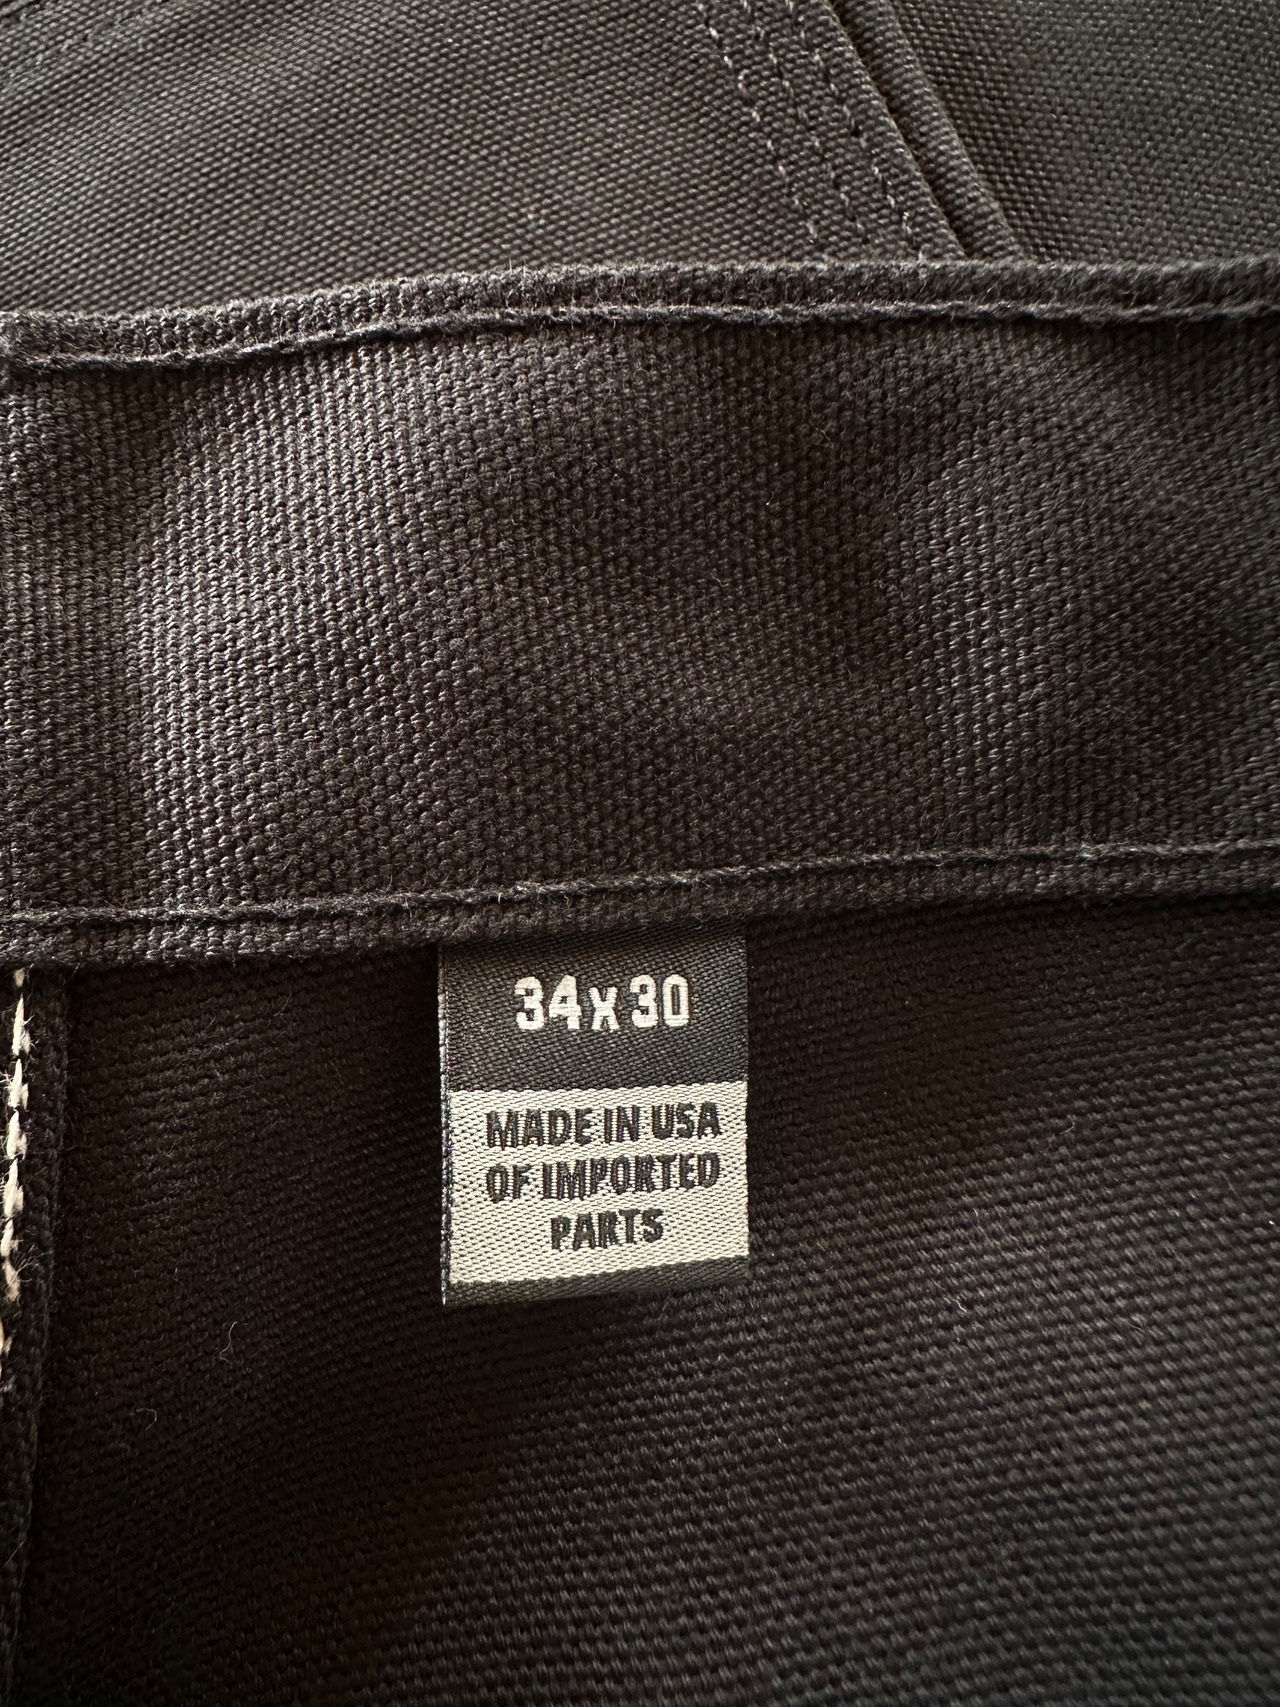 34x30
MADE IN USA
OF IMPORTED
PARTS